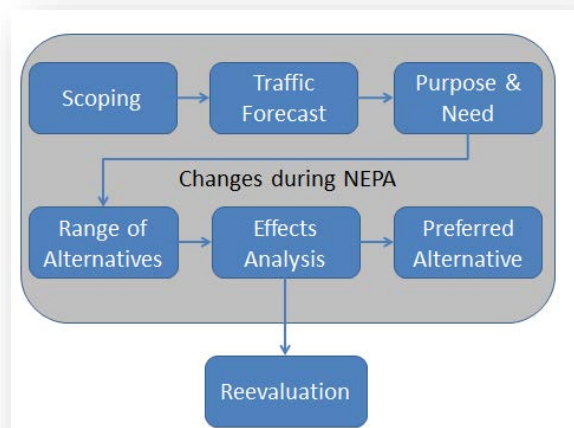 Scoping
Traffic
Forecast
Purpose &
Need
Changes during NEPA
Range of
Alternatives
Effects
Analysis
Preferred
Alternative
Reevaluation